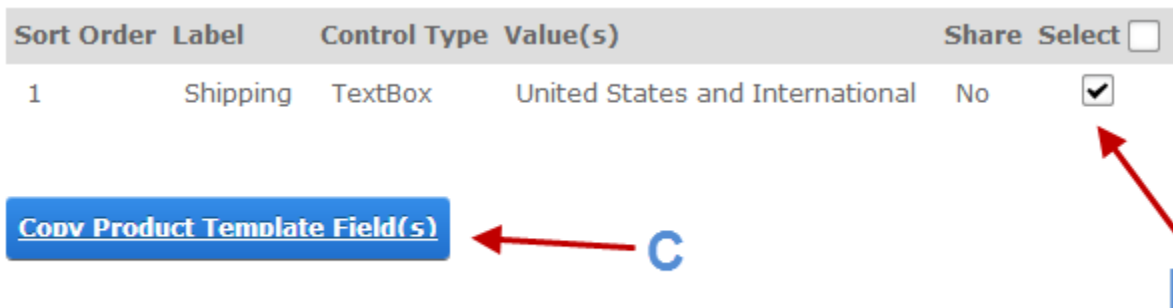 Sort Order Label Control Type Value(s) Share Select
1 Shipping TextBox United States and International No
Copy Product Template Field(s)
C